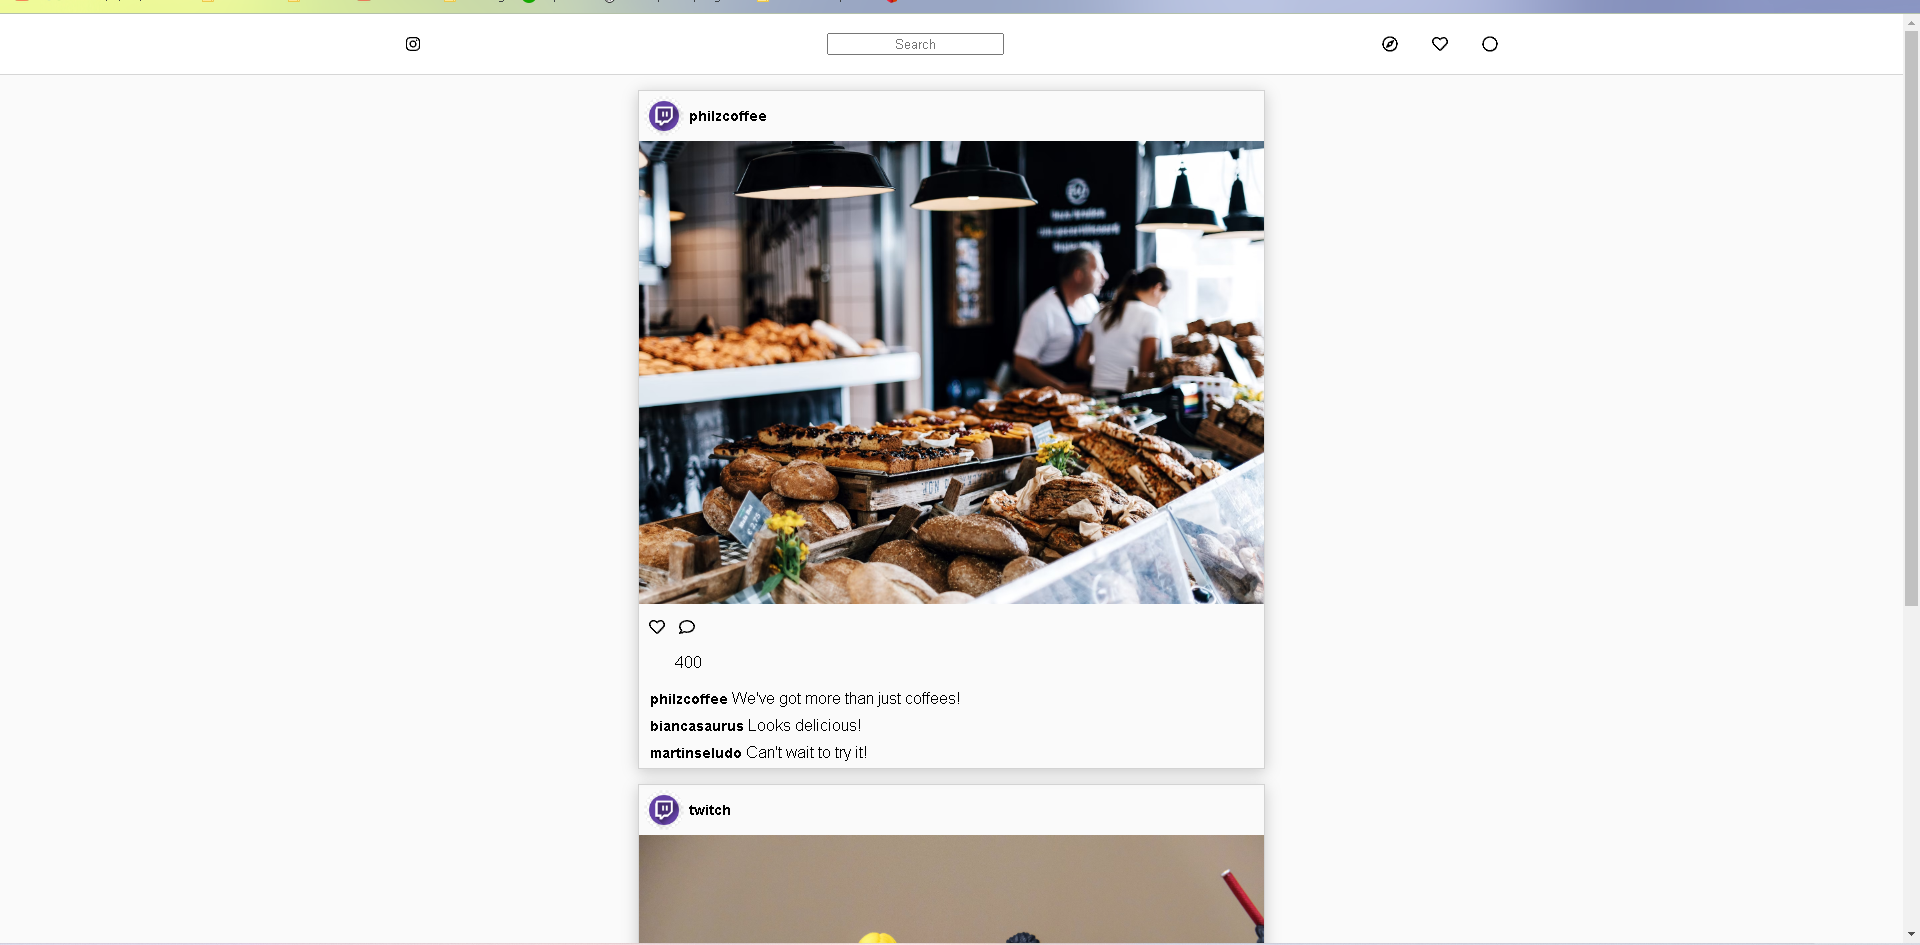 Search
philzcoffee
400
philzcoffee We've got more than just coffees!
biancasaurus Looks delicious!
martinseludo Can't wait to try it!
twitch